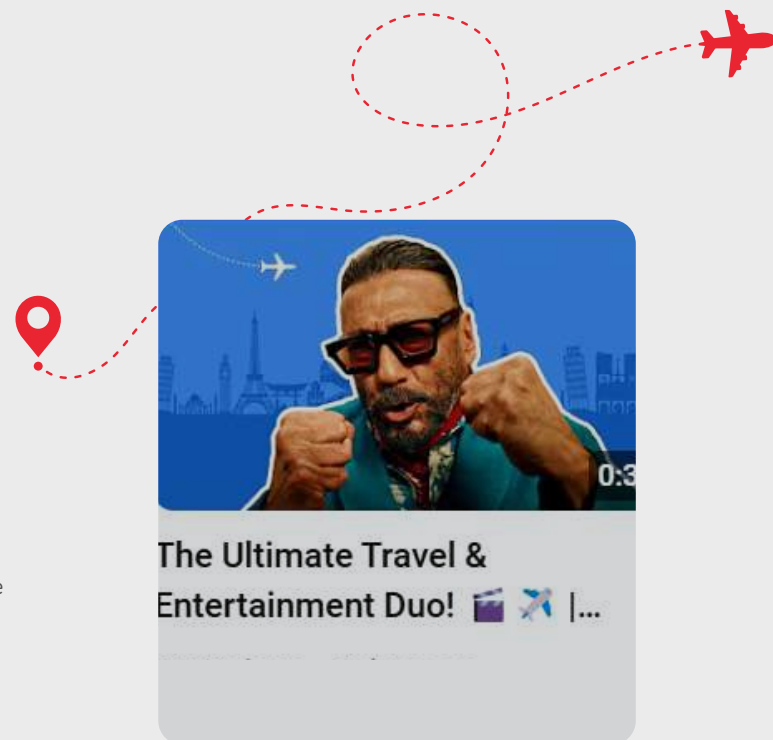 0:3
The Ultimate Travel &
Entertainment Duo! 🎬 ✈️ |...
e